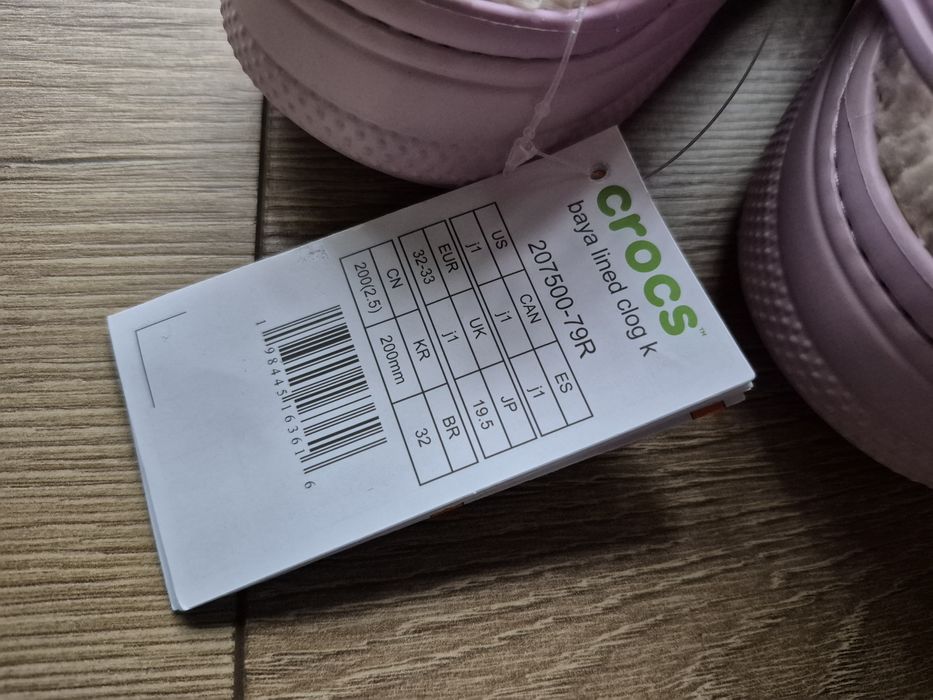 crocs™
baya lined clog k
207500-79R
US CAN ES
j1 j1 j1
EUR UK JP
32-33 j1 19.5
CN KR BR
200(2.5) 200mm 32
1 98445 16361 6